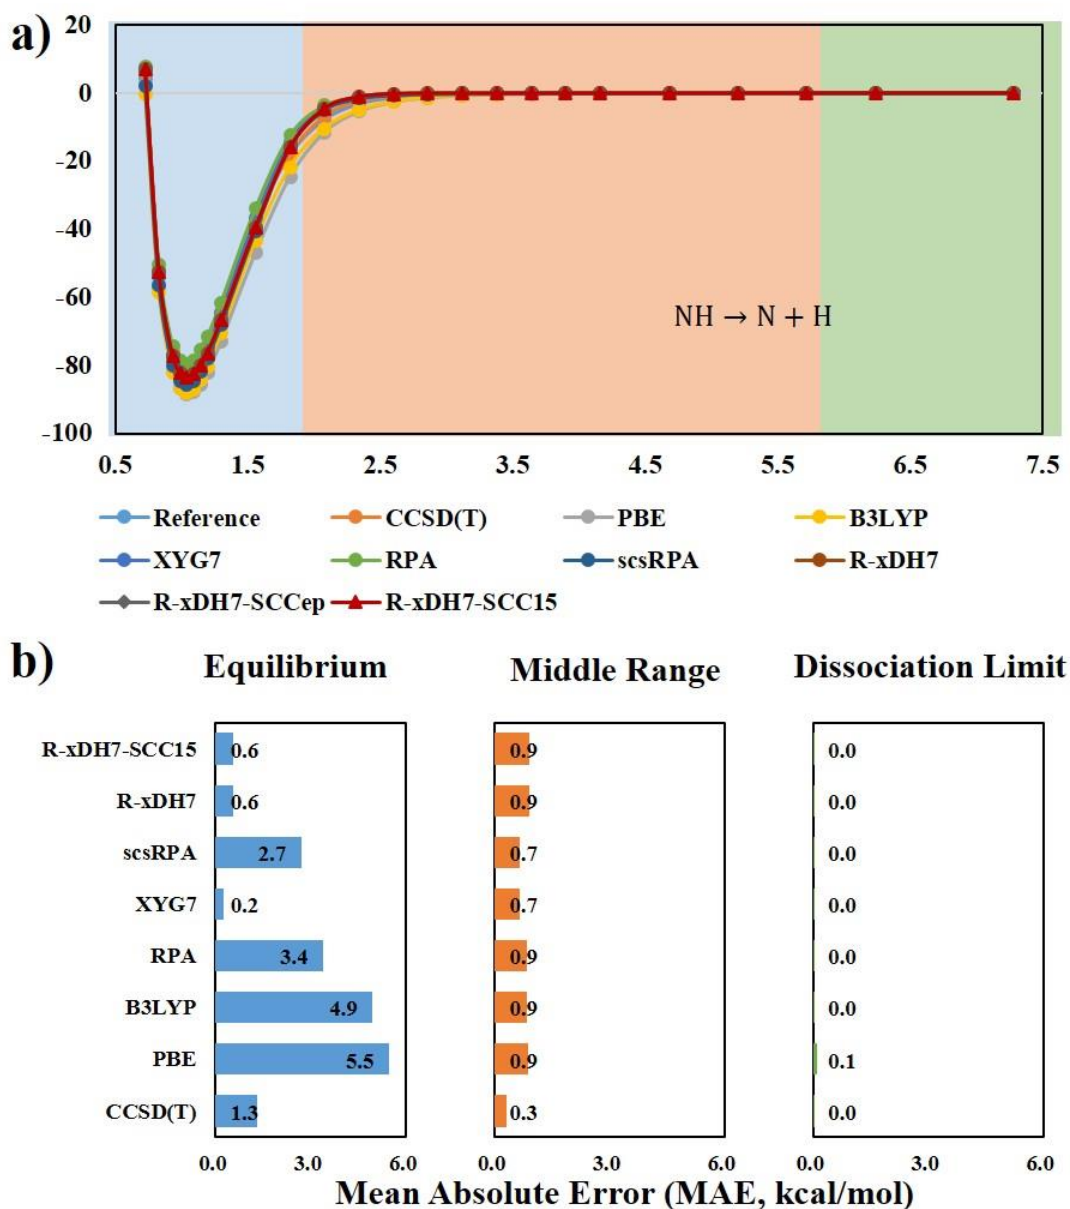 a)
20
0
-20
-40
-60
-80
-100
NH → N + H
0.5 1.5 2.5 3.5 4.5 5.5 6.5 7.5
Reference CCSD(T) PBE B3LYP
XYG7 RPA scsRPA R-xDH7
R-xDH7-SCCep R-xDH7-SCC15
b) Equilibrium Middle Range Dissociation Limit
R-xDH7-SCC15 0.6 0.9 0.0
R-xDH7 0.6 0.9 0.0
scsRPA 2.7 0.7 0.0
XYG7 0.2 0.7 0.0
RPA 3.4 0.9 0.0
B3LYP 4.9 0.9 0.0
PBE 5.5 0.9 0.1
CCSD(T) 1.3 0.3 0.0
0.0 3.0 6.0 0.0 3.0 6.0 0.0 3.0 6.0
Mean Absolute Error (MAE, kcal/mol)